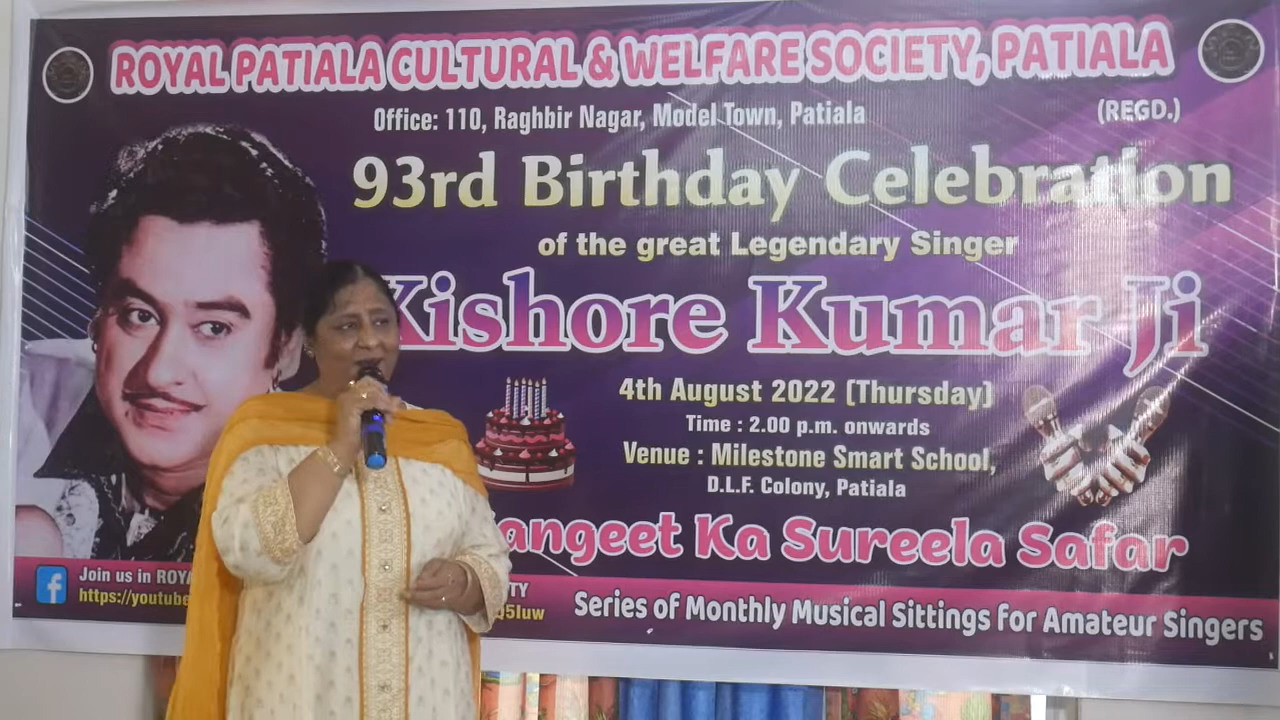 ROYAL PATIALA CULTURAL & WELFARE SOCIETY, PATIALA
Office: 110, Raghbir Nagar, Model Town, Patiala
(REGD.)
93rd Birthday Celebration
of the great Legendary Singer
Kishore Kumar Ji
4th August 2022 (Thursday)
Time : 2.00 p.m. onwards
Venue : Milestone Smart School,
D.L.F. Colony, Patiala
angeet Ka Sureela Safar
Join us in ROYA
https://youtube
Series of Monthly Musical Sittings for Amateur Singers